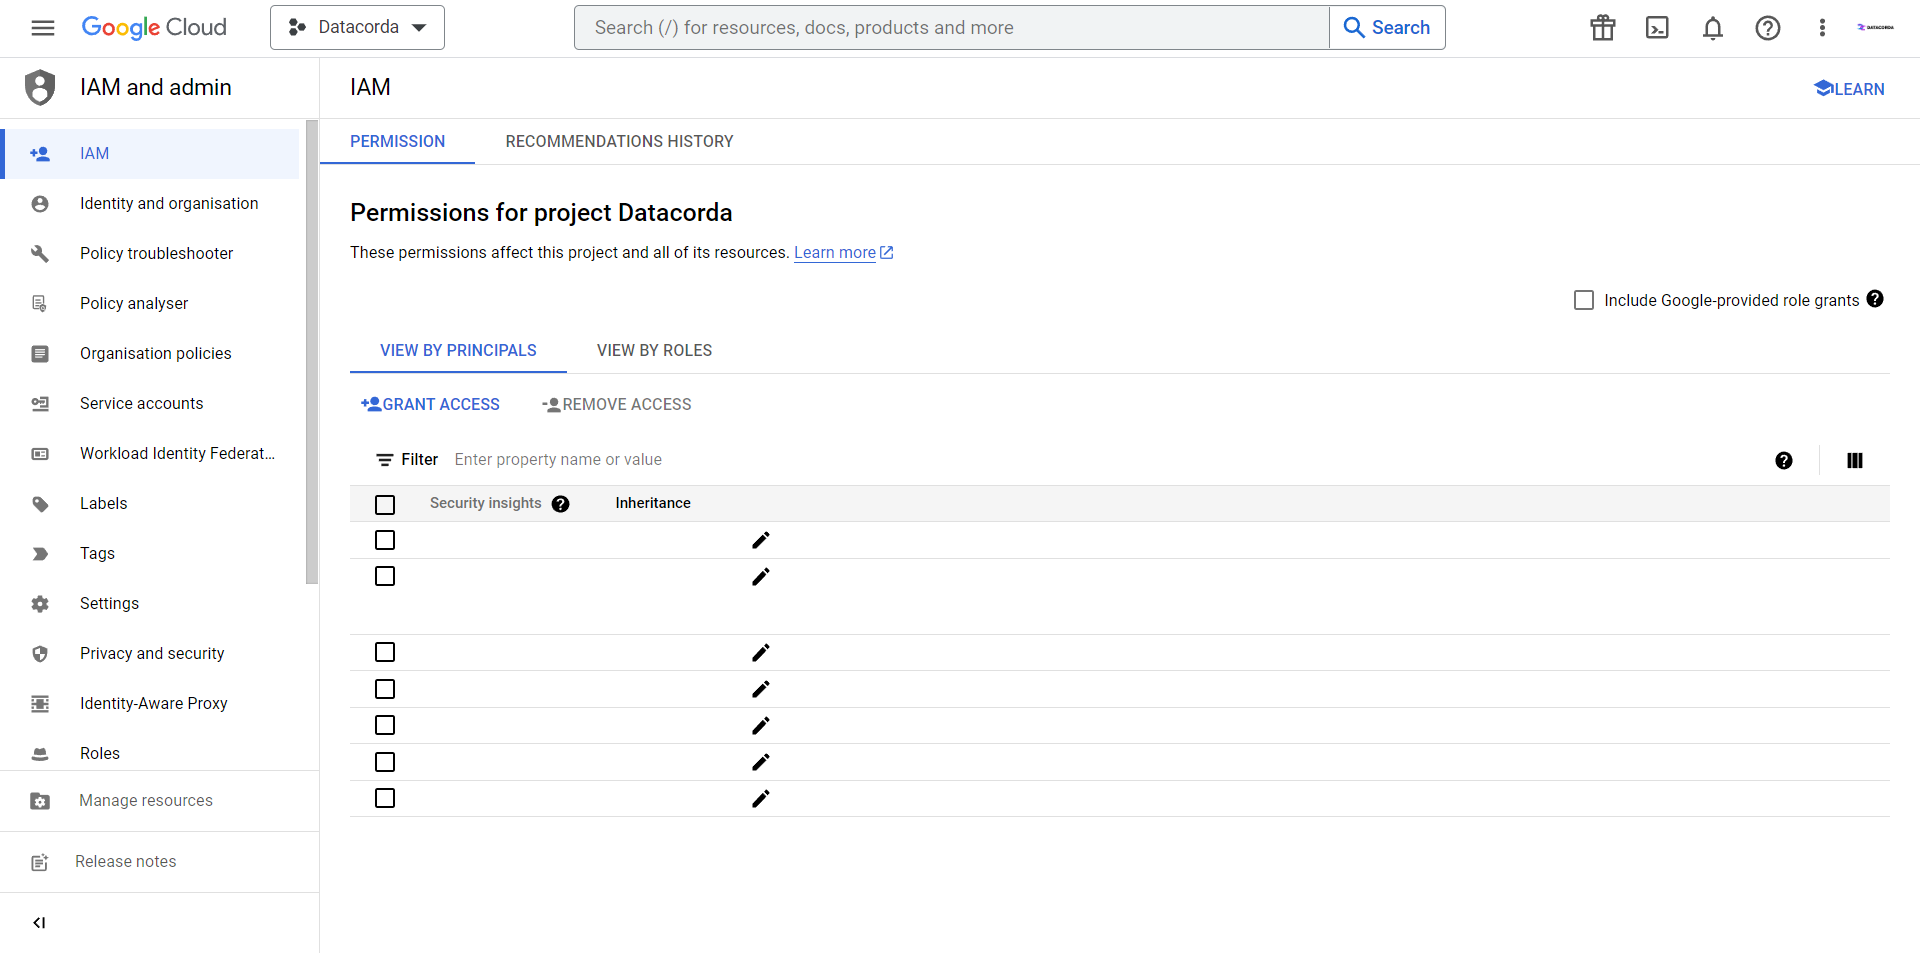 Google Cloud
Datacorda
Search (/) for resources, docs, products and more
Search
DATACORDA
IAM and admin
IAM
LEARN
IAM
Identity and organisation
Policy troubleshooter
Policy analyser
Organisation policies
Service accounts
Workload Identity Federat...
Labels
Tags
Settings
Privacy and security
Identity-Aware Proxy
Roles
Manage resources
Release notes
PERMISSION
RECOMMENDATIONS HISTORY
Permissions for project Datacorda
These permissions affect this project and all of its resources. Learn more
Include Google-provided role grants
VIEW BY PRINCIPALS
VIEW BY ROLES
GRANT ACCESS
REMOVE ACCESS
Filter
Enter property name or value
Security insights
Inheritance